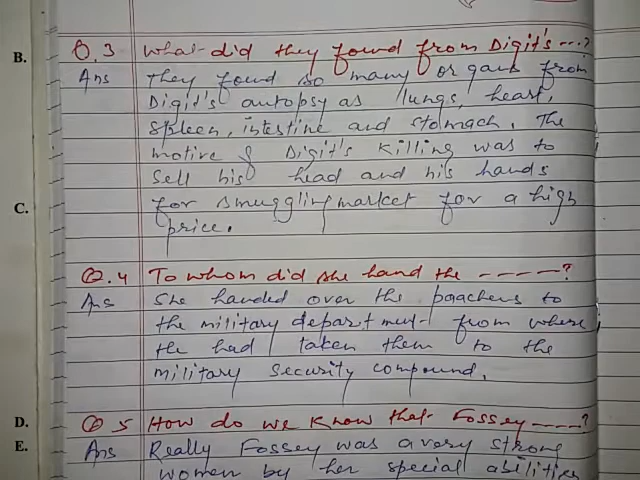 B.
Q.3 What did they found from Digit's ...?
Ans They found so many organs from
Digit's autopsy as lungs, heart,
spleen, intestine and stomach. The
motive of Digit's killing was to
sell his head and his hands
C.
for smuggling market for a high
price.
Q.4 To whom did she hand the -----?
Ans She handed over the poachers to
the military department from where
the had taken them to the
military security compound.
D.
Q 5 How do we know that Fossey ----?
E.
Ans Really Fossey was a very strong
women by her special abilities